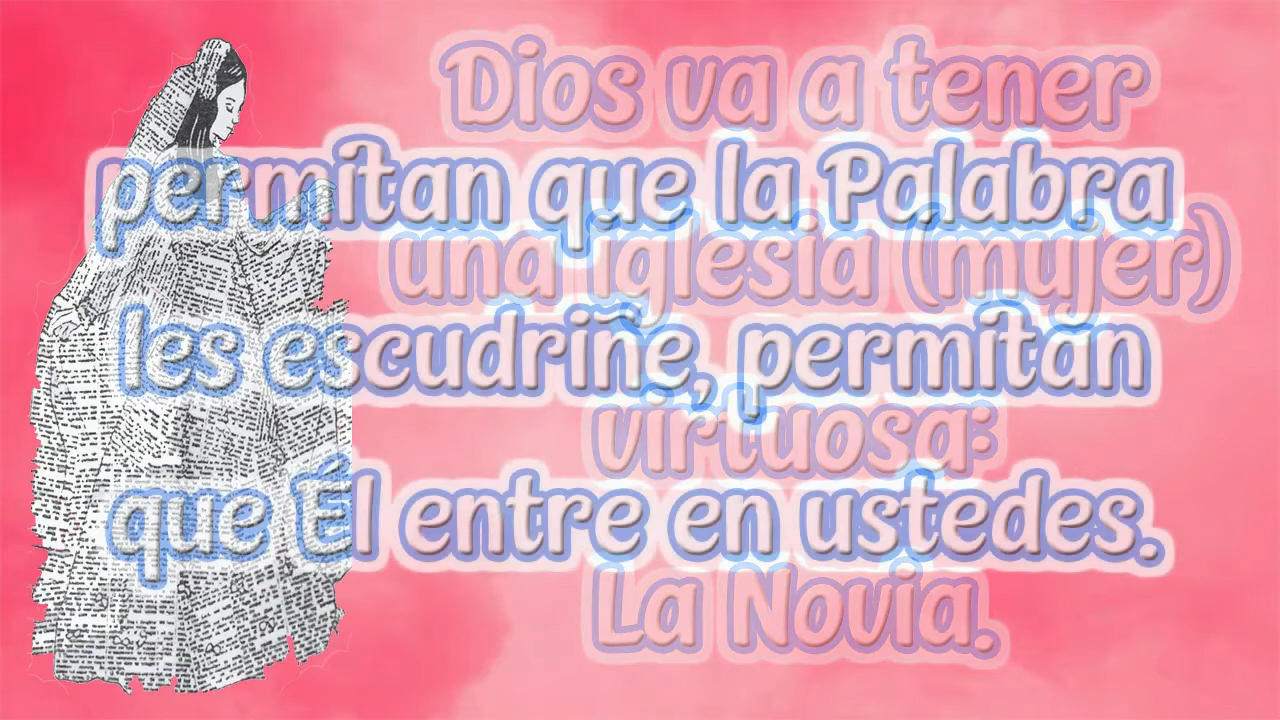 Dios va a tener
permitan que la Palabra
una iglesia (mujer)
les escudriñe, permitan
virtuosa:
que Él entre en ustedes.
La Novia.